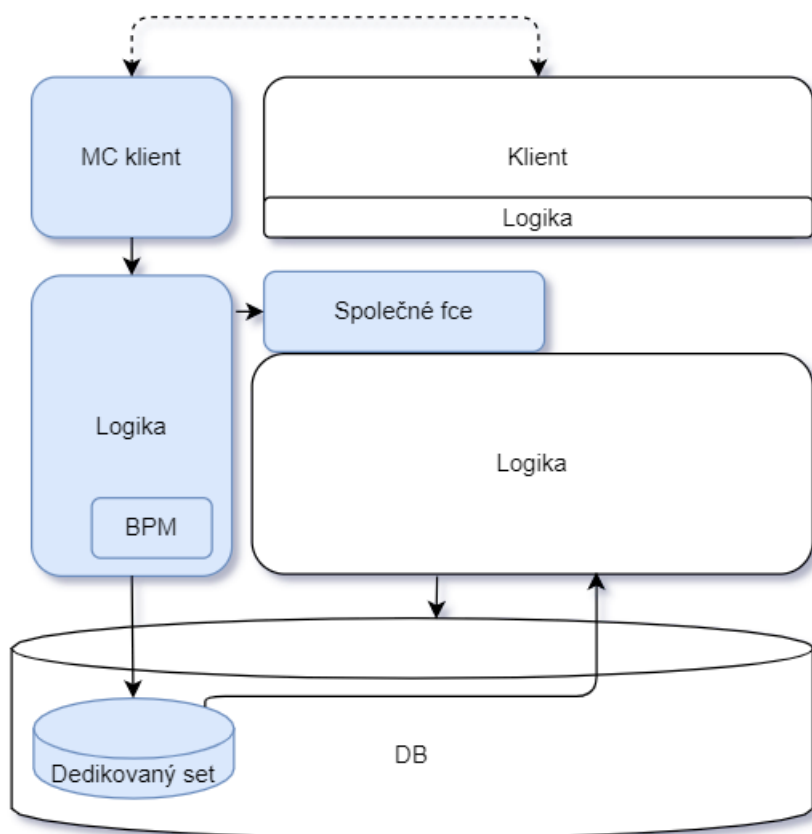 MC klient
Klient
Logika
Společné fce
Logika
Logika
BPM
DB
Dedikovaný set